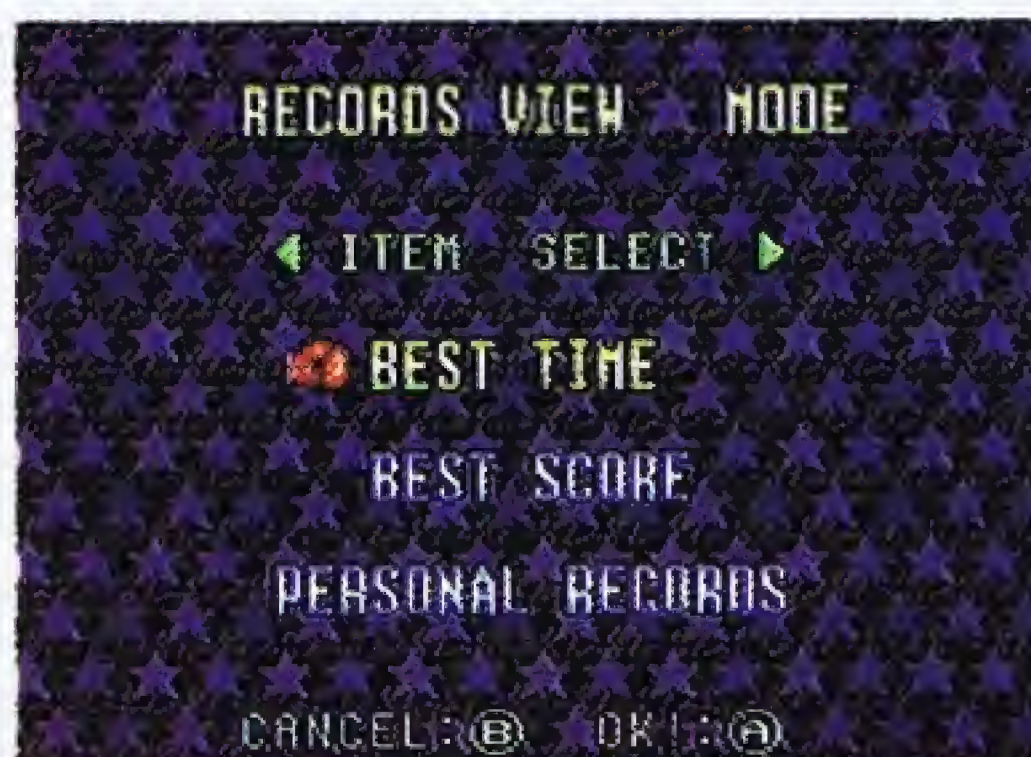 RECORDS VIEW MODE
ITEM SELECT
BEST TIME
BEST SCORE
PERSONAL RECORDS
CANCEL:Ⓑ OK!:Ⓐ